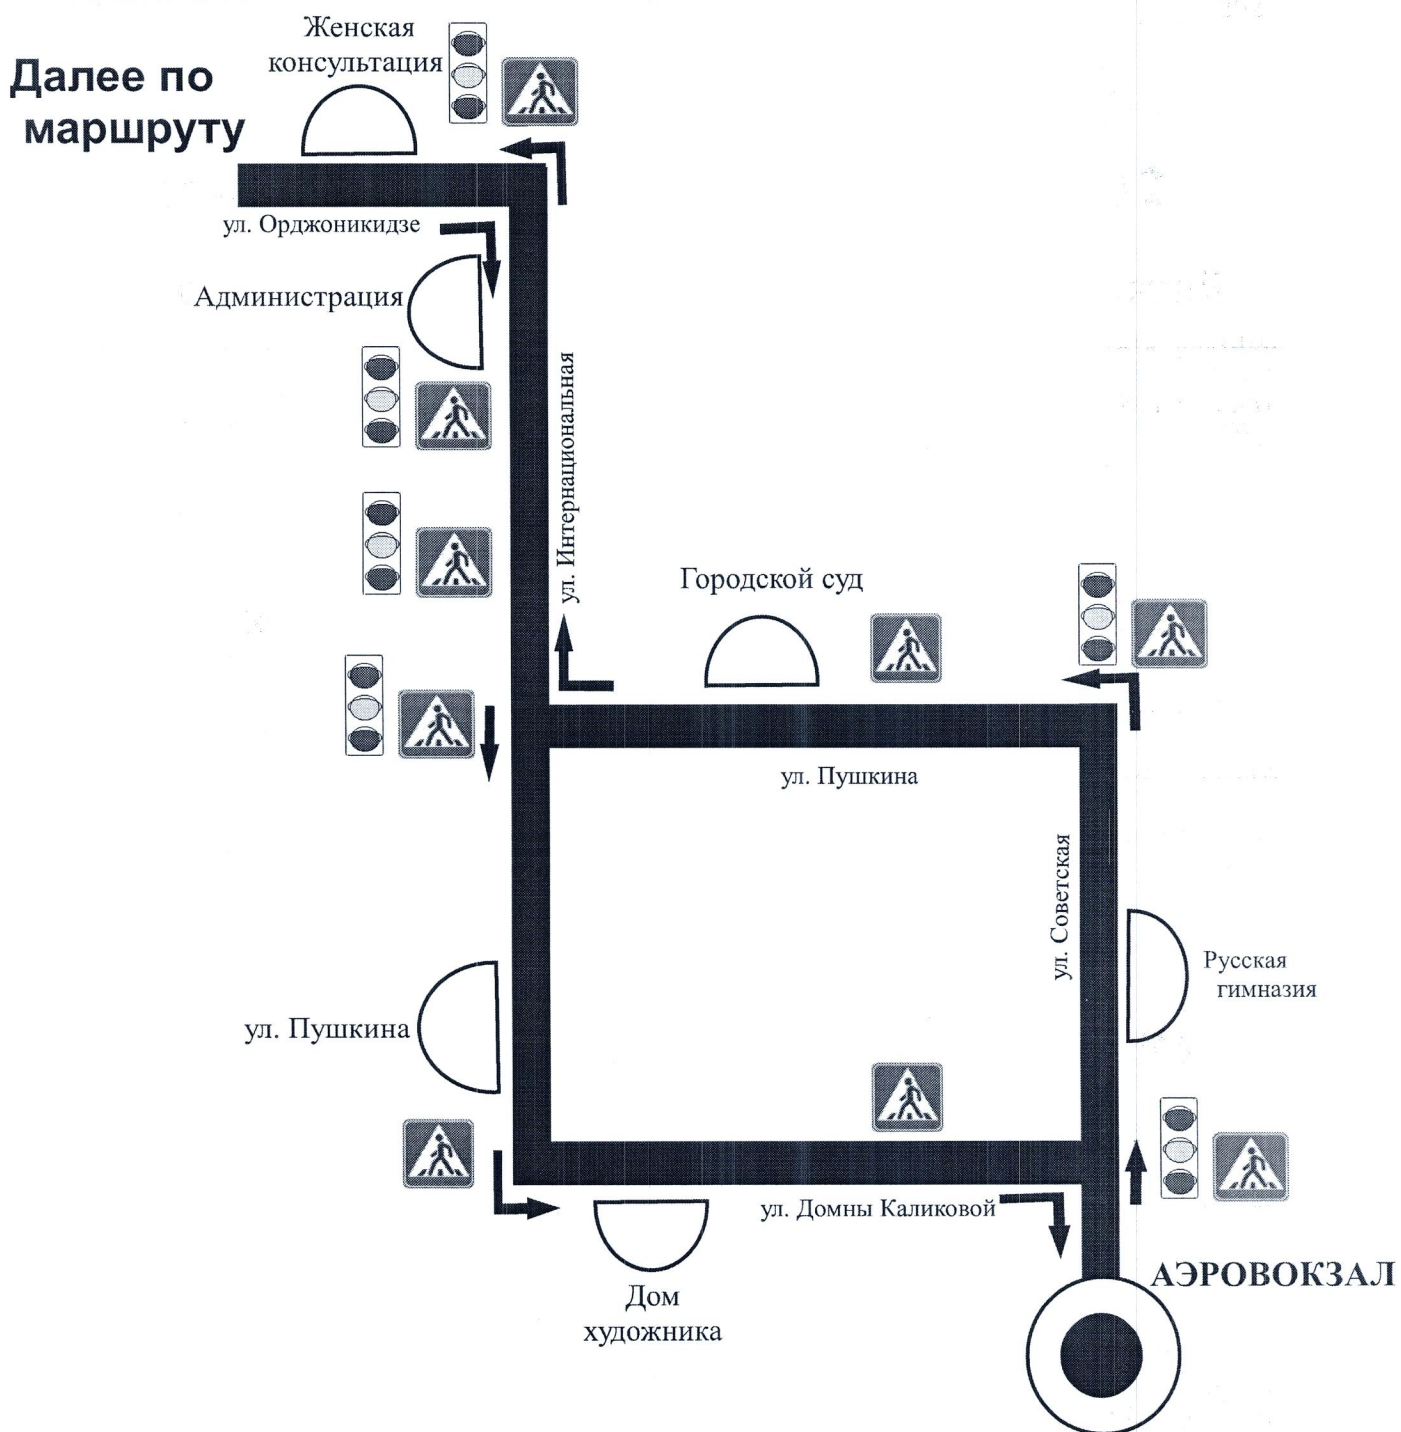 Женская
консультация
Далее по
маршруту
ул. Орджоникидзе
Администрация
ул. Интернациональная
Городской суд
ул. Пушкина
ул. Советская
Русская
гимназия
ул. Пушкина
ул. Домны Каликовой
АЭРОВОКЗАЛ
Дом
художника